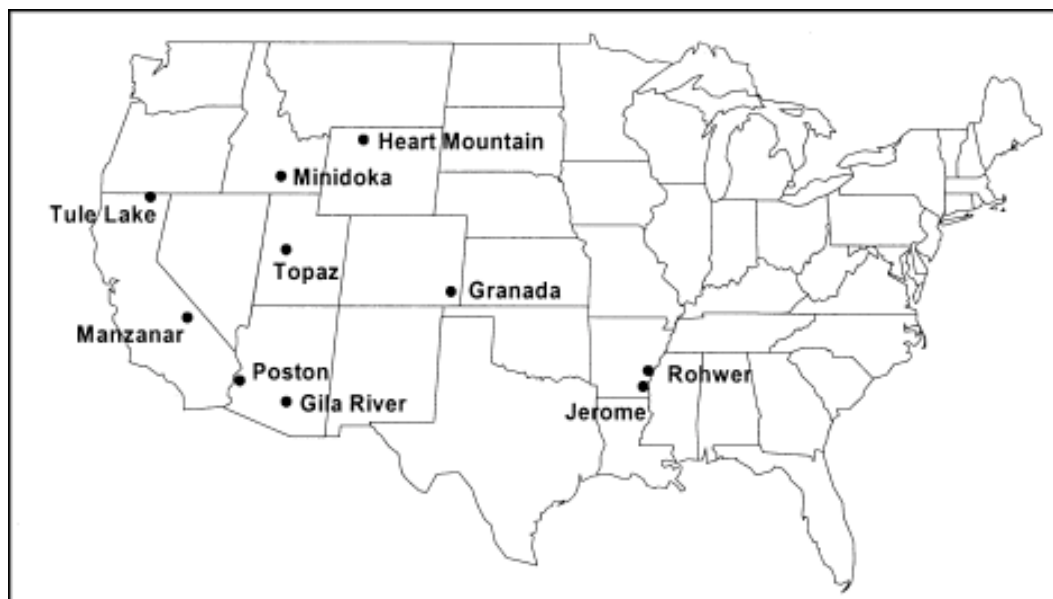 Heart Mountain
Minidoka
Tule Lake
Topaz
Granada
Manzanar
Poston
Rohwer
Gila River
Jerome